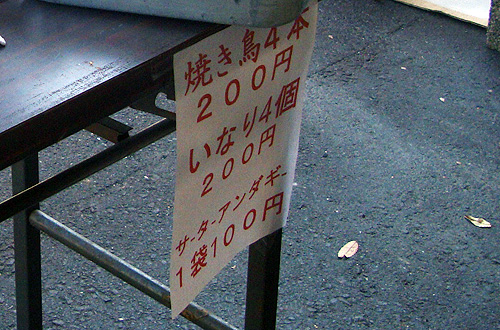 焼き鳥4本
200円
いなり4個
200円
サーターアンダギー
1袋100円